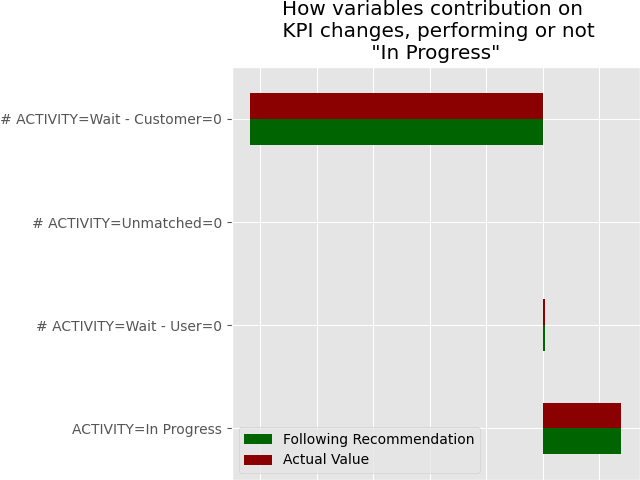 How variables contribution on
KPI changes, performing or not
"In Progress"
# ACTIVITY=Wait - Customer=0
# ACTIVITY=Unmatched=0
# ACTIVITY=Wait - User=0
ACTIVITY=In Progress
Following Recommendation
Actual Value